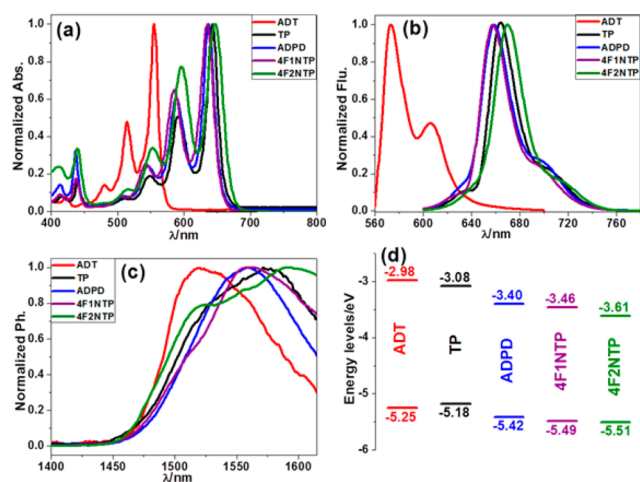 (a)
ADT
TP
ADPD
4F1NTP
4F2NTP
Normalized Abs.
1.0
0.8
0.6
0.4
0.2
0.0
400 500 600 700 800
λ/nm
(b)
ADT
TP
ADPD
4F1NTP
4F2NTP
Normalized Flu.
1.0
0.8
0.6
0.4
0.2
0.0
560 600 640 680 720 760
λ/nm
(c)
ADT
TP
ADPD
4F1NTP
4F2NTP
Normalized Ph.
1.0
0.8
0.6
0.4
0.2
0.0
1400 1450 1500 1550 1600
λ/nm
(d)
Energy levels/eV
-3
-4
-5
-6
-2.98 -3.08 -3.40 -3.46 -3.61
ADT TP ADPD 4F1NTP 4F2NTP
-5.25 -5.18 -5.42 -5.49 -5.51